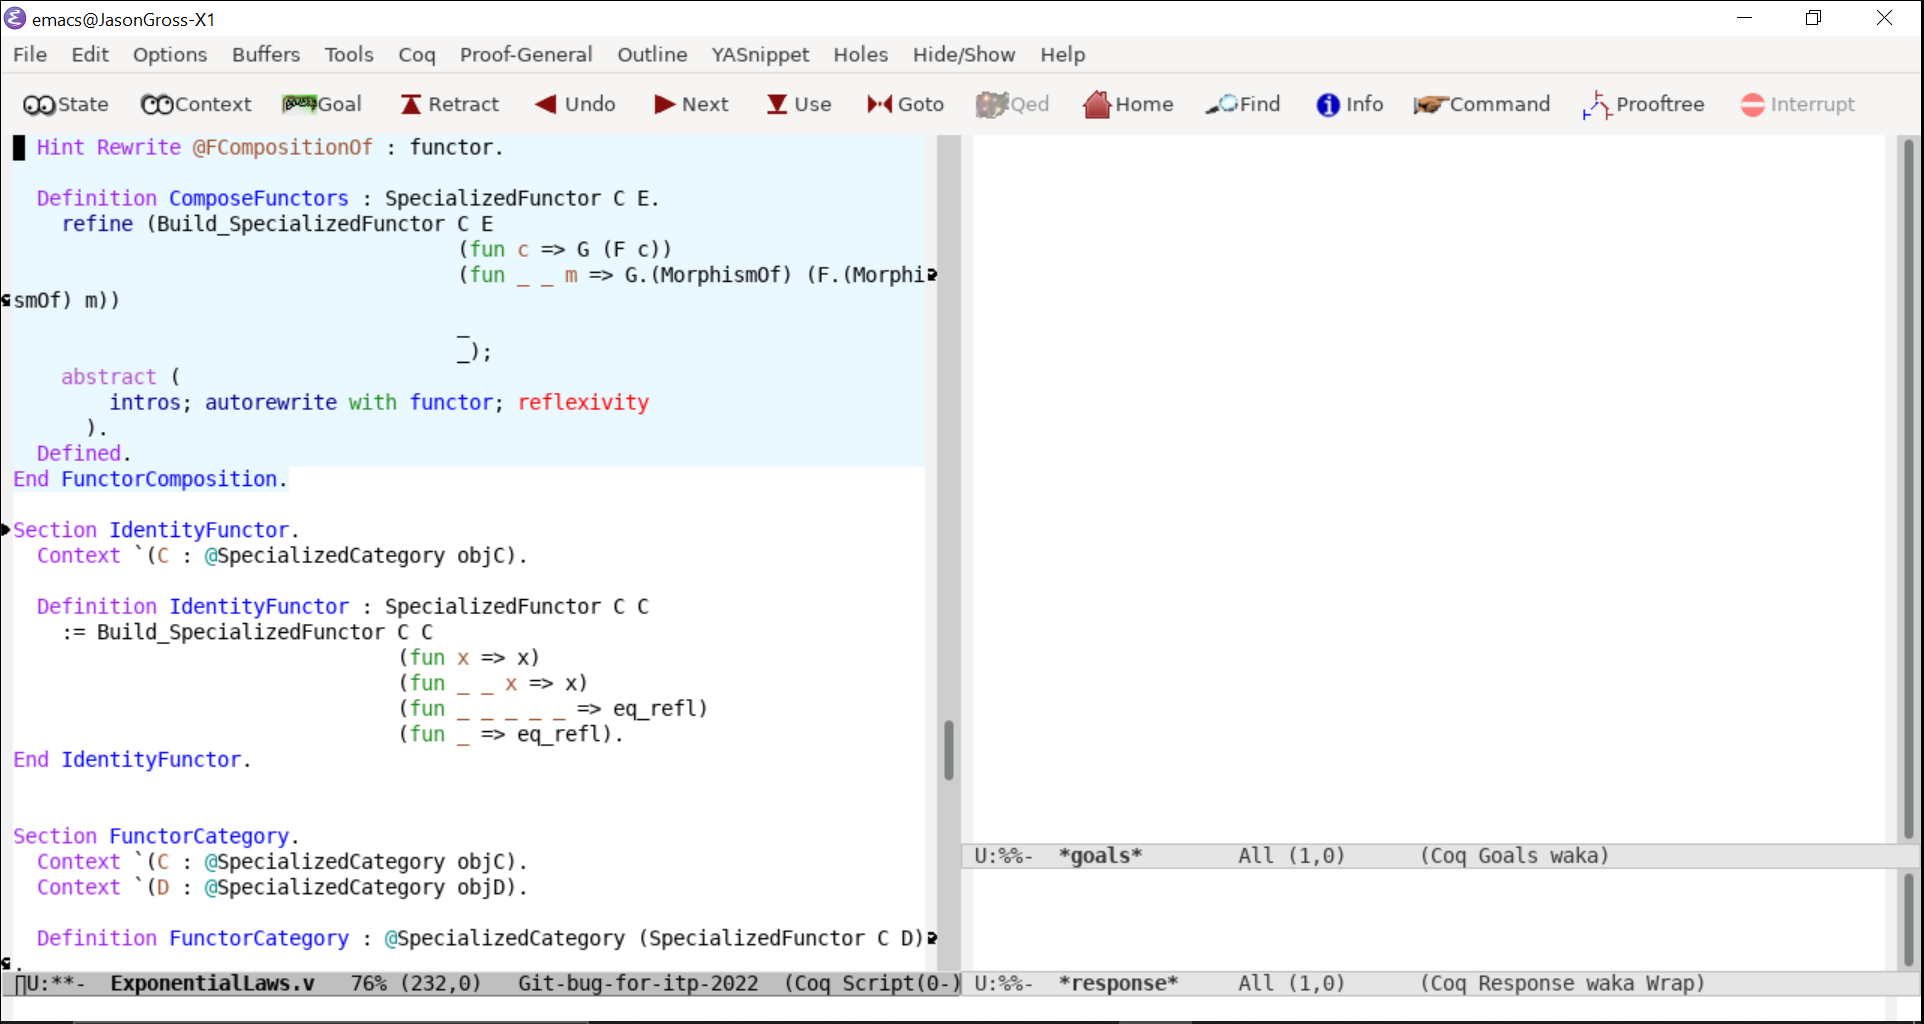 emacs@JasonGross-X1
File Edit Options Buffers Tools Coq Proof-General Outline YASnippet Holes Hide/Show Help
State Context Goal Retract Undo Next Use Goto Qed Home Find Info Command Prooftree Interrupt
Hint Rewrite @FCompositionOf : functor.
Definition ComposeFunctors : SpecializedFunctor C E.
refine (Build_SpecializedFunctor C E
(fun c => G (F c))
(fun _ _ m => G.(MorphismOf) (F.(Morphi
smOf) m))
_
_);
abstract (
intros; autorewrite with functor; reflexivity
).
Defined.
End FunctorComposition.
Section IdentityFunctor.
Context `(C : @SpecializedCategory objC).
Definition IdentityFunctor : SpecializedFunctor C C
:= Build_SpecializedFunctor C C
(fun x => x)
(fun _ _ x => x)
(fun _ _ _ _ _ => eq_refl)
(fun _ => eq_refl).
End IdentityFunctor.
Section FunctorCategory.
Context `(C : @SpecializedCategory objC).
Context `(D : @SpecializedCategory objD).
Definition FunctorCategory : @SpecializedCategory (SpecializedFunctor C D)
.
U:**- ExponentialLaws.v 76% (232,0) Git-bug-for-itp-2022 (Coq Script(0-)
U:%%- *goals* All (1,0) (Coq Goals waka)
U:%%- *response* All (1,0) (Coq Response waka Wrap)